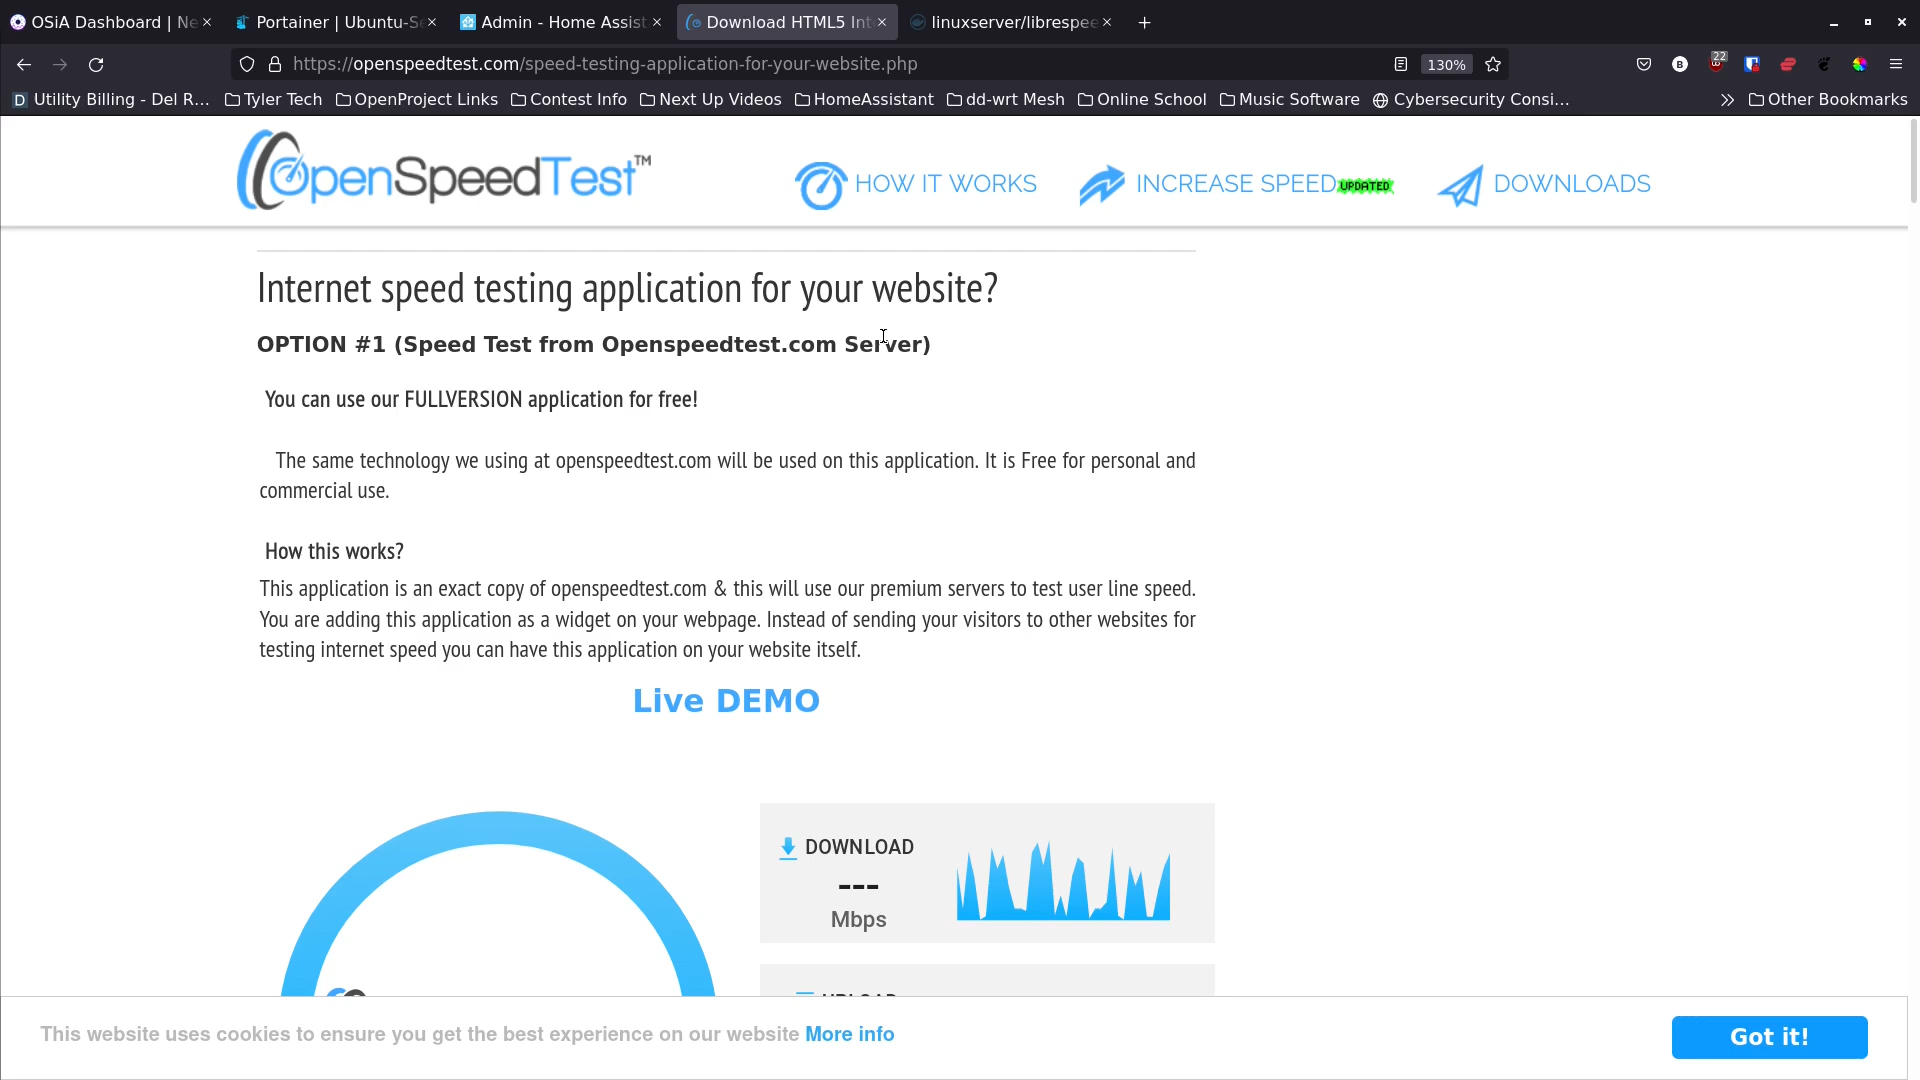 OSiA Dashboard | Ne
Portainer | Ubuntu-Se
Admin - Home Assist
Download HTML5 Int
linuxserver/librespee
https://openspeedtest.com/speed-testing-application-for-your-website.php
130%
22
Utility Billing - Del R...
Tyler Tech
OpenProject Links
Contest Info
Next Up Videos
HomeAssistant
dd-wrt Mesh
Online School
Music Software
Cybersecurity Consi...
Other Bookmarks
OpenSpeedTest™
HOW IT WORKS
INCREASE SPEED UPDATED
DOWNLOADS
Internet speed testing application for your website?
OPTION #1 (Speed Test from Openspeedtest.com Server)
You can use our FULLVERSION application for free!
The same technology we using at openspeedtest.com will be used on this application. It is Free for personal and
commercial use.
How this works?
This application is an exact copy of openspeedtest.com & this will use our premium servers to test user line speed.
You are adding this application as a widget on your webpage. Instead of sending your visitors to other websites for
testing internet speed you can have this application on your website itself.
Live DEMO
DOWNLOAD
---
Mbps
UPLOAD
This website uses cookies to ensure you get the best experience on our website More info
Got it!